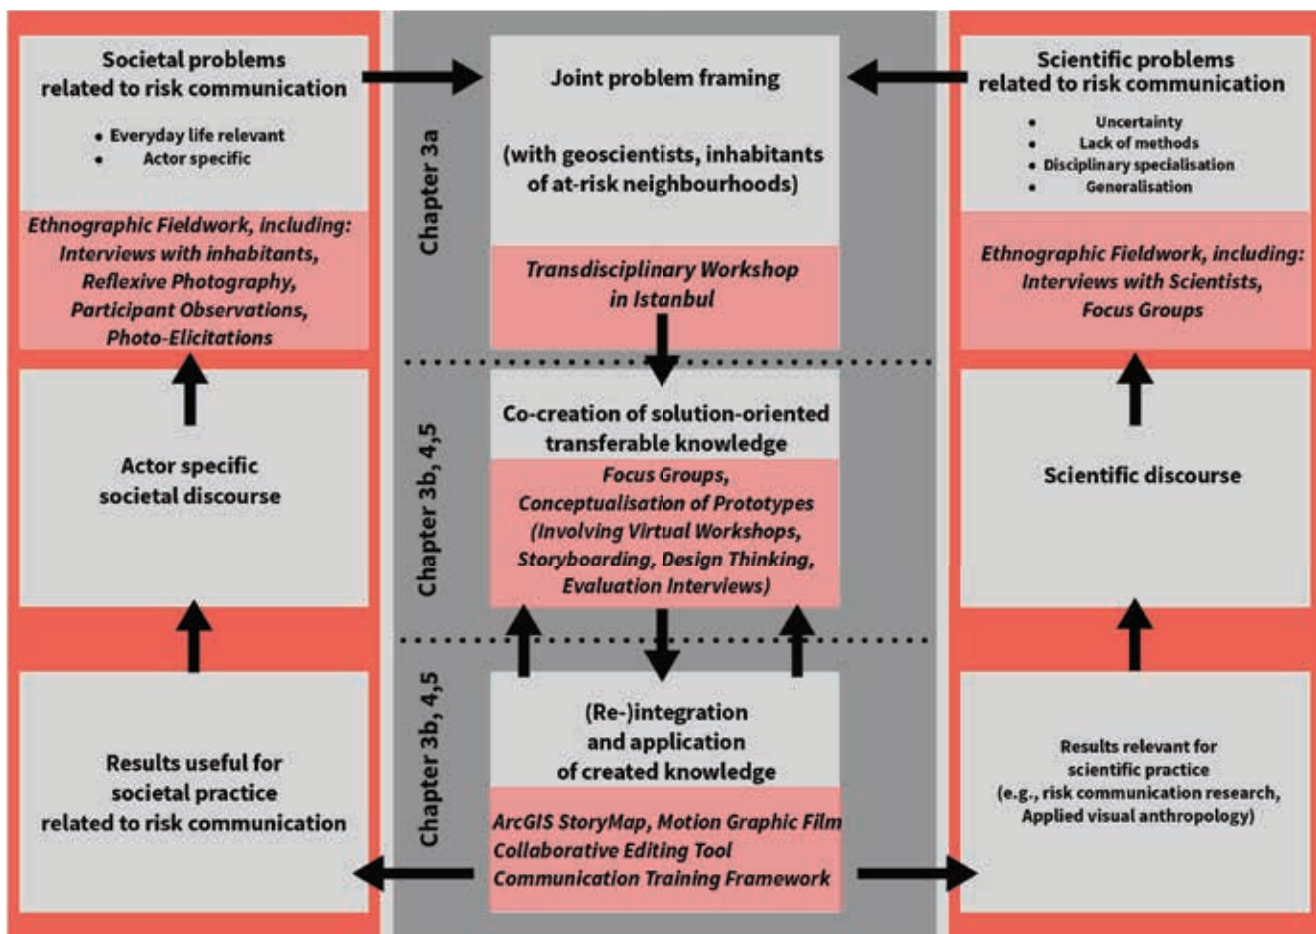 Societal problems
related to risk communication
• Everyday life relevant
• Actor specific
Ethnographic Fieldwork, including:
Interviews with inhabitants,
Reflexive Photography,
Participant Observations,
Photo-Elicitations
Actor specific
societal discourse
Results useful for
societal practice
related to risk communication
Chapter 3a
Joint problem framing
(with geoscientists, inhabitants
of at-risk neighbourhoods)
Transdisciplinary Workshop
in Istanbul
Chapter 3b, 4,5
Co-creation of solution-oriented
transferable knowledge
Focus Groups,
Conceptualisation of Prototypes
(Involving Virtual Workshops,
Storyboarding, Design Thinking,
Evaluation Interviews)
Chapter 3b, 4,5
(Re-)integration
and application
of created knowledge
ArcGIS StoryMap, Motion Graphic Film
Collaborative Editing Tool
Communication Training Framework
Scientific problems
related to risk communication
• Uncertainty
• Lack of methods
• Disciplinary specialisation
• Generalisation
Ethnographic Fieldwork, including:
Interviews with Scientists,
Focus Groups
Scientific discourse
Results relevant for
scientific practice
(e.g., risk communication research,
Applied visual anthropology)